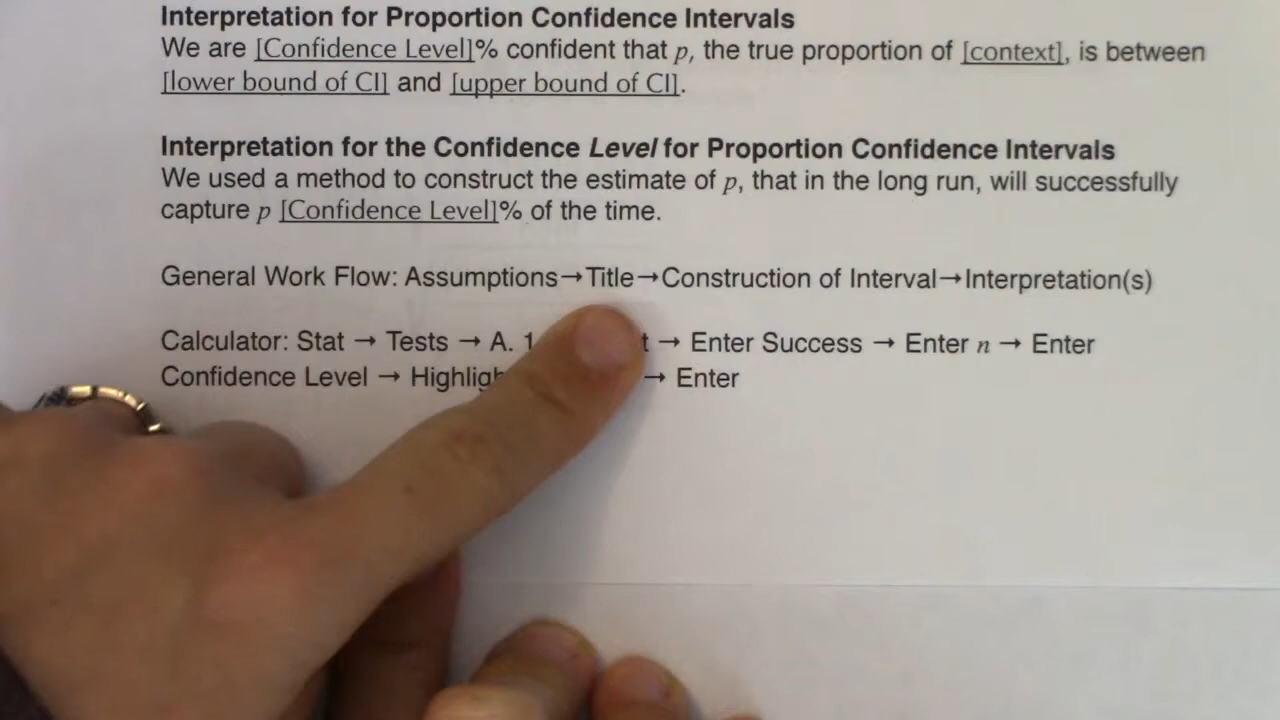 Interpretation for Proportion Confidence Intervals
We are [Confidence Level]% confident that p, the true proportion of [context], is between
[lower bound of CI] and [upper bound of CI].
Interpretation for the Confidence Level for Proportion Confidence Intervals
We used a method to construct the estimate of p, that in the long run, will successfully
capture p [Confidence Level]% of the time.
General Work Flow: Assumptions→Title→Construction of Interval→Interpretation(s)
Calculator: Stat → Tests → A. 1 → Enter Success → Enter n → Enter
Confidence Level → → Enter